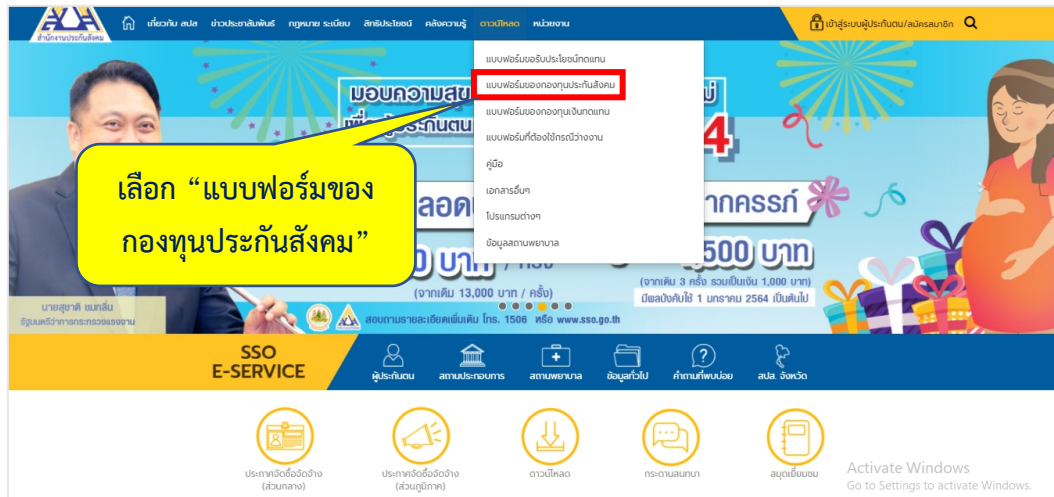 สำนักงานประกันสังคม
เกี่ยวกับ สปส ข่าวประชาสัมพันธ์ กฎหมาย ระเบียบ สิทธิประโยชน์ คลังความรู้ ดาวน์โหลด หน่วยงาน
เข้าสู่ระบบผู้ประกันตน/สมัครสมาชิก
แบบฟอร์มขอรับประโยชน์ทดแทน
แบบฟอร์มของกองทุนประกันสังคม
แบบฟอร์มของกองทุนเงินทดแทน
แบบฟอร์มที่ต้องใช้กรณีว่างงาน
คู่มือ
เอกสารอื่นๆ
โปรแกรมต่างๆ
ข้อมูลสถานพยาบาล
มอบความสุข
4
เลือก “แบบฟอร์มของ
กองทุนประกันสังคม”
500 บาท
(จากเดิม 13,000 บาท / ครั้ง)
(จากเดิม 3 ครั้ง รวมเป็นเงิน 1,000 บาท)
มีผลบังคับใช้ 1 มกราคม 2564 เป็นต้นไป
นายสุชาติ ชมกลิ่น
รัฐมนตรีว่าการกระทรวงแรงงาน
สอบถามรายละเอียดเพิ่มเติม โทร. 1506 หรือ www.sso.go.th
SSO
E-SERVICE
ผู้ประกันตน สถานประกอบการ สถานพยาบาล ข้อมูลทั่วไป คำถามที่พบบ่อย สปส. จังหวัด
ประกาศจัดซื้อจัดจ้าง
(ส่วนกลาง)
ประกาศจัดซื้อจัดจ้าง
(ส่วนภูมิภาค)
ดาวน์โหลด
กระดานสนทนา
สมุดเยี่ยมชม
Activate Windows
Go to Settings to activate Windows.